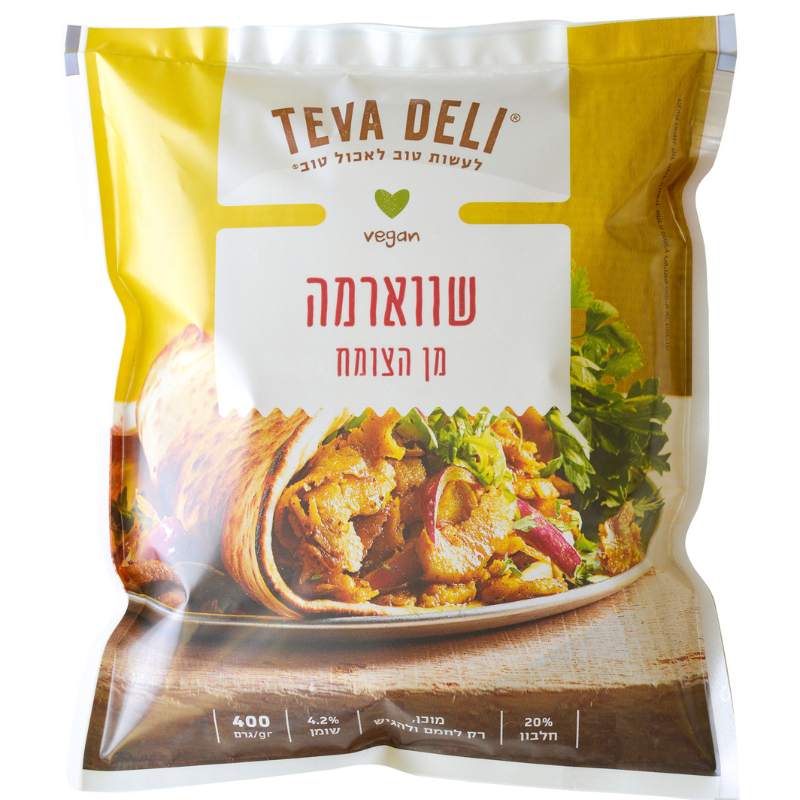 TEVA DELI®
לעשות טוב לאכול טוב®
vegan
שווארמה
מן הצומח
20%
חלבון
מוכן,
רק לחמם ולהגיש
4.2%
שומן
400
גרם/gr